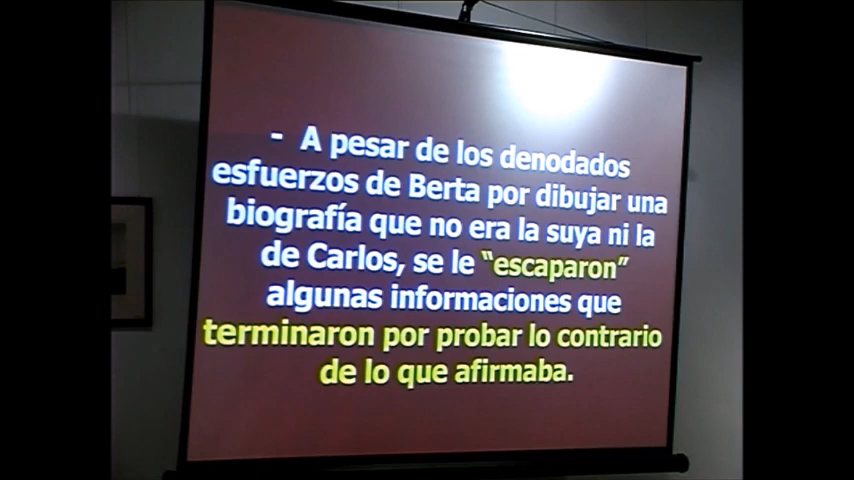 - A pesar de los denodados
esfuerzos de Berta por dibujar una
biografía que no era la suya ni la
de Carlos, se le “escaparon”
algunas informaciones que
terminaron por probar lo contrario
de lo que afirmaba.